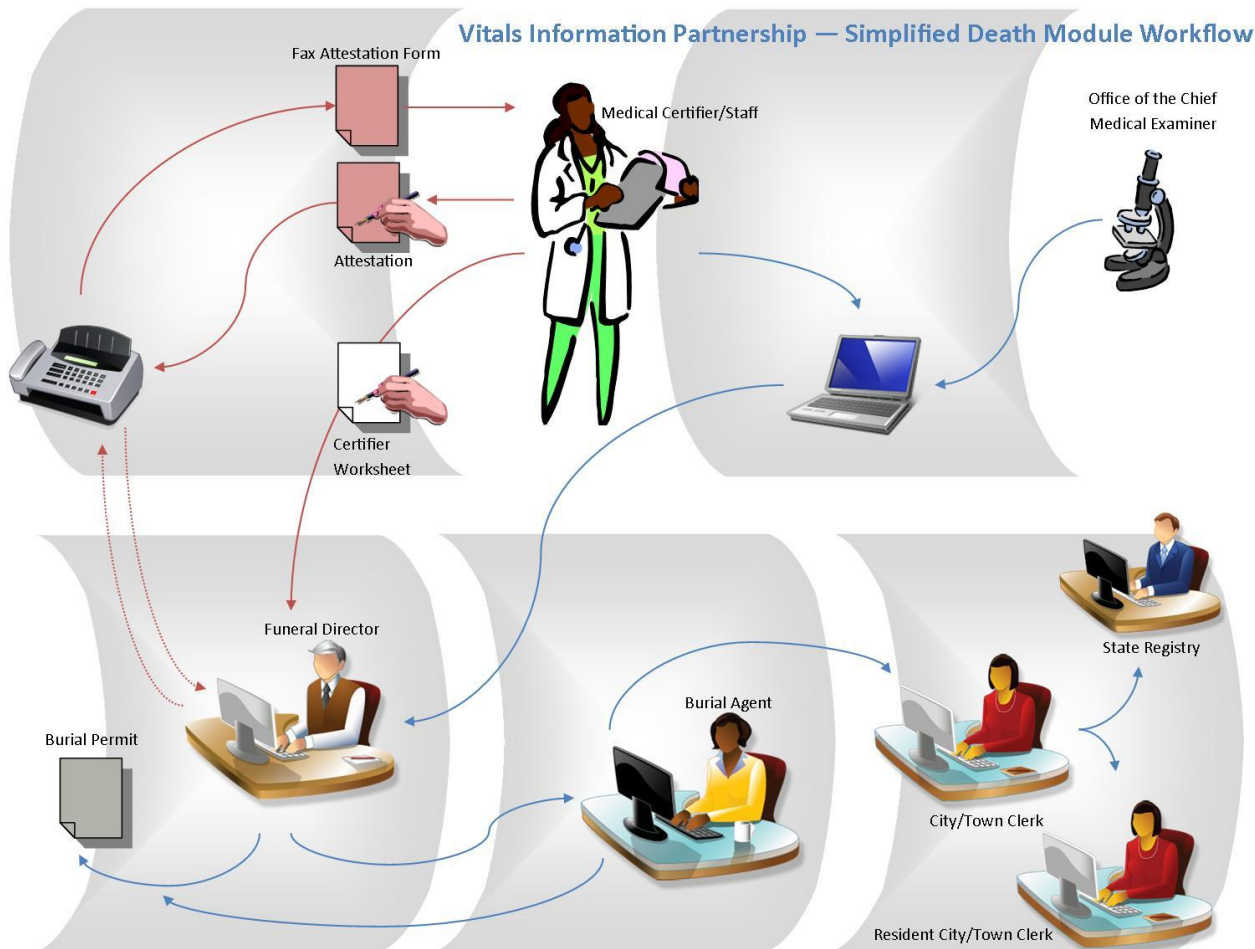 Vitals Information Partnership — Simplified Death Module Workflow
Fax Attestation Form
Medical Certifier/Staff
Office of the Chief
Medical Examiner
Attestation
Certifier
Worksheet
Funeral Director
State Registry
Burial Agent
Burial Permit
City/Town Clerk
Resident City/Town Clerk